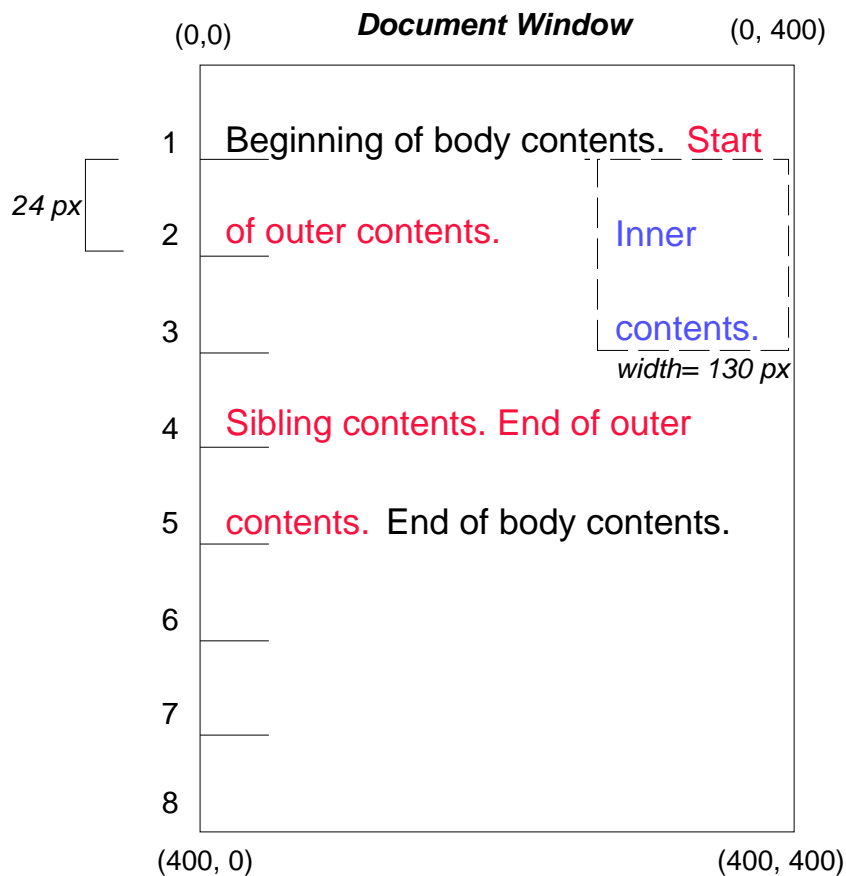 Document Window
(0,0) (0, 400)
1 Beginning of body contents. Start
24 px
2 of outer contents. Inner
3 contents.
width= 130 px
4 Sibling contents. End of outer
5 contents. End of body contents.
6
7
8
(400, 0) (400, 400)